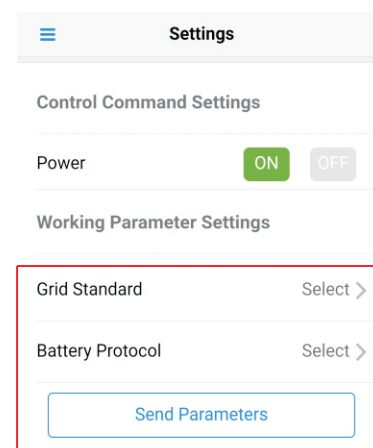 Settings
Control Command Settings
Power ON OFF
Working Parameter Settings
Grid Standard Select
Battery Protocol Select
Send Parameters